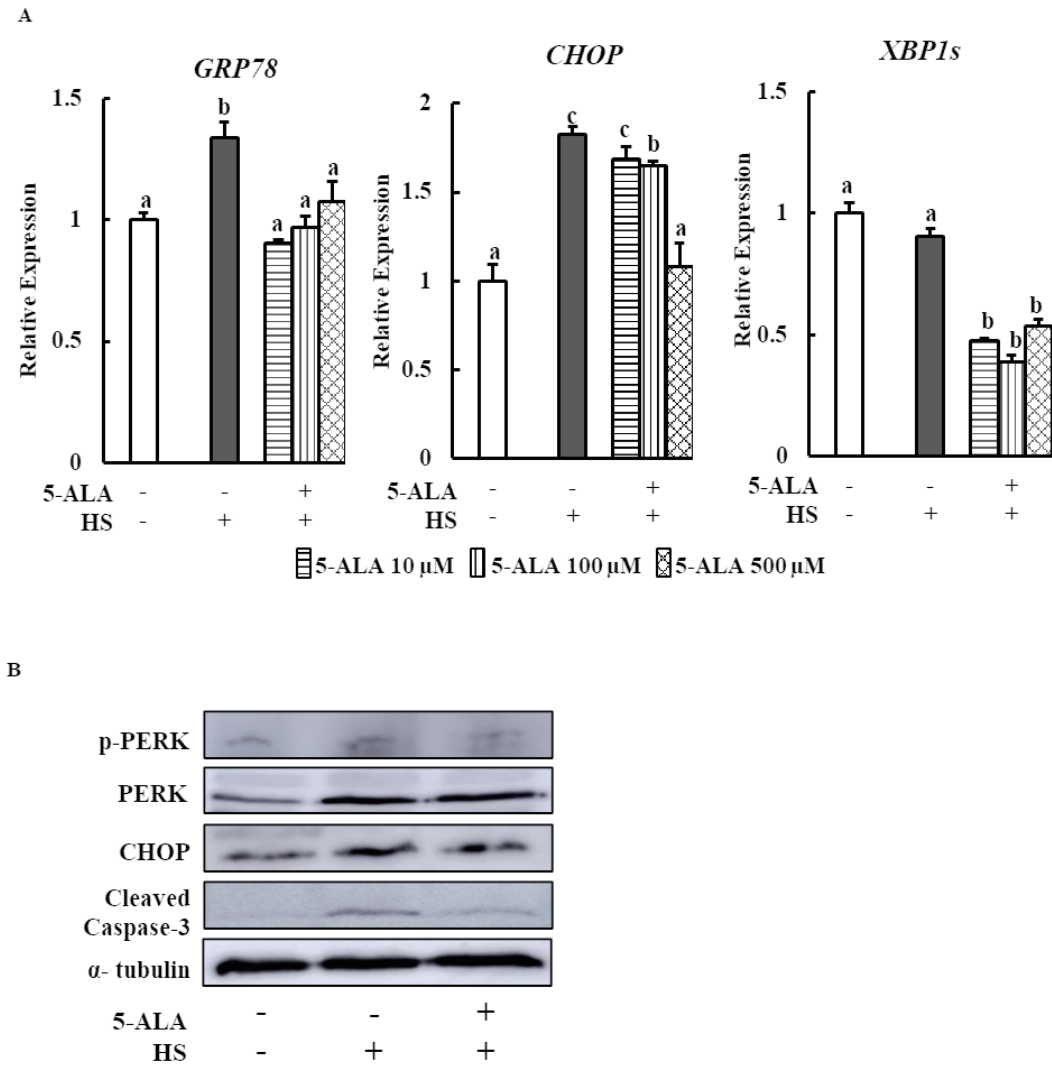 A
GRP78
CHOP
XBP1s
Relative Expression
1.5
1
0.5
0
a
b
a
a
a
Relative Expression
2
1.5
1
0.5
0
a
c
c
b
a
Relative Expression
1.5
1
0.5
0
a
a
b
b
b
5-ALA - - +
HS - + +
5-ALA - - +
HS - + +
5-ALA - - +
HS - + +
5-ALA 10 μM 5-ALA 100 μM 5-ALA 500 μM
B
p-PERK
PERK
CHOP
Cleaved
Caspase-3
α- tubulin
5-ALA - - +
HS - + +